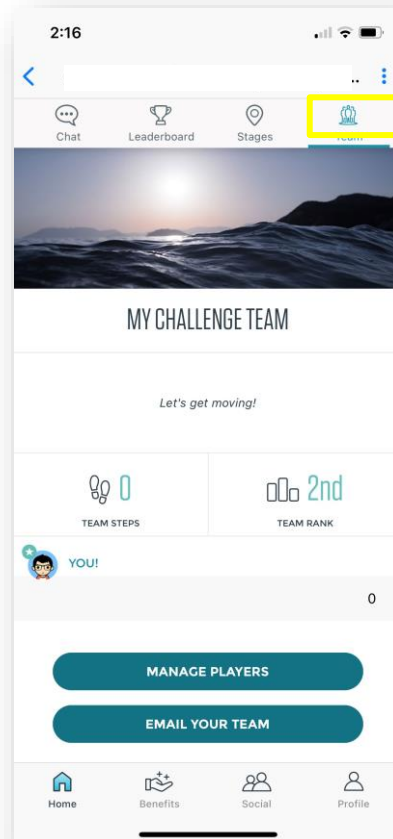 2:16
..
Chat Leaderboard Stages Team
MY CHALLENGE TEAM
Let's get moving!
0 2nd
TEAM STEPS TEAM RANK
YOU!
0
MANAGE PLAYERS
EMAIL YOUR TEAM
Home Benefits Social Profile